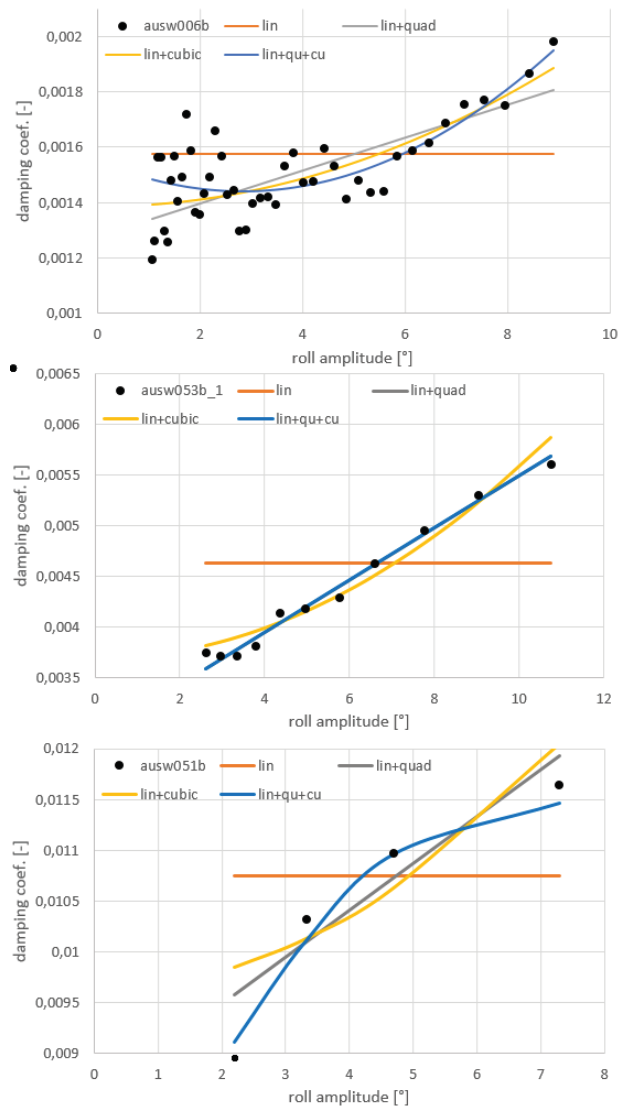 0,002
ausw006b lin lin+quad
lin+cubic lin+qu+cu
0,0018
0,0016
0,0014
0,0012
0,001
damping coef. [-]
0 2 4 6 8 10
roll amplitude [°]
0,0065
ausw053b_1 lin lin+quad
0,006
lin+cubic lin+qu+cu
0,0055
0,005
0,0045
0,004
0,0035
damping coef. [-]
0 2 4 6 8 10 12
roll amplitude [°]
0,012
ausw051b lin lin+quad
0,0115
lin+cubic lin+qu+cu
0,011
0,0105
0,01
0,0095
0,009
damping coef. [-]
0 1 2 3 4 5 6 7 8
roll amplitude [°]